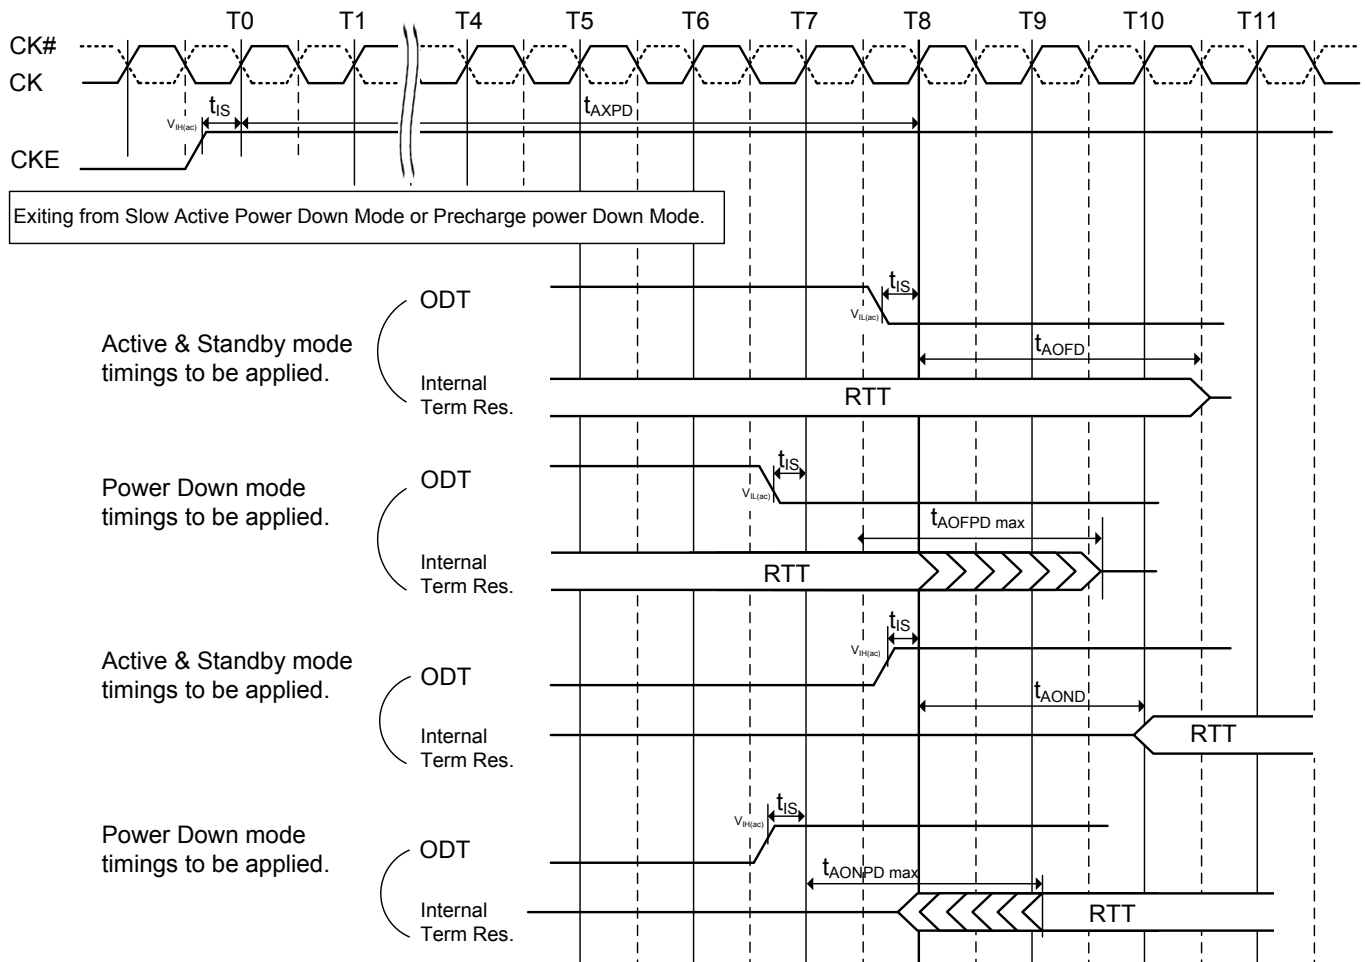 T0 T1 T4 T5 T6 T7 T8 T9 T10 T11
CK#
CK
tIS
tAXPD
VIH(ac)
CKE
Exiting from Slow Active Power Down Mode or Precharge power Down Mode.
ODT
tIS
VIL(ac)
Active & Standby mode
timings to be applied.
tAOFD
Internal
Term Res.
RTT
ODT
tIS
VIL(ac)
Power Down mode
timings to be applied.
tAOFPD max
Internal
Term Res.
RTT
tIS
VIH(ac)
Active & Standby mode
timings to be applied.
ODT
tAOND
Internal
Term Res.
RTT
tIS
VIH(ac)
Power Down mode
timings to be applied.
ODT
tAONPD max
Internal
Term Res.
RTT